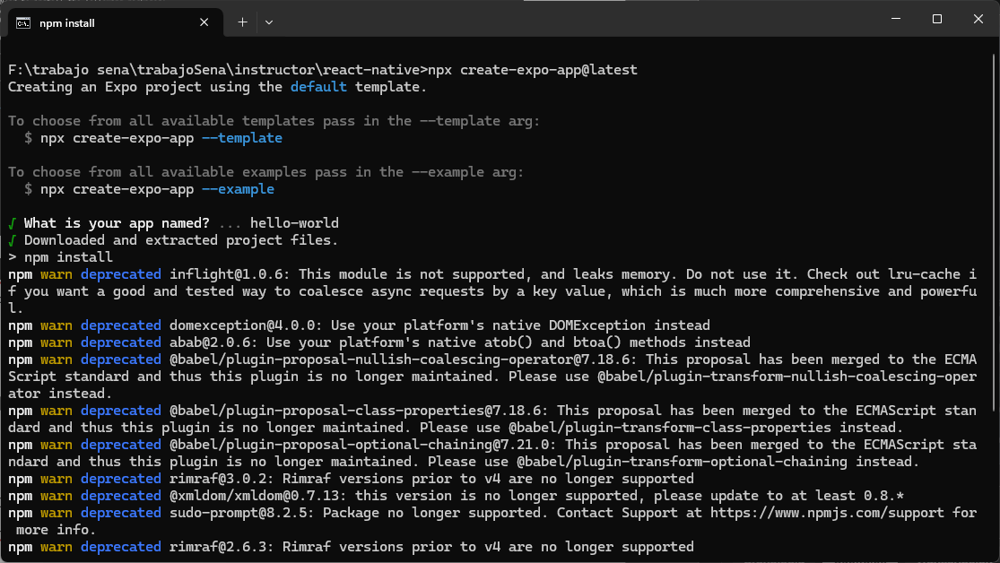 npm install
F:\trabajo sena\trabajoSena\instructor\react-native>npx create-expo-app@latest
Creating an Expo project using the default template.
To choose from all available templates pass in the --template arg:
$ npx create-expo-app --template
To choose from all available examples pass in the --example arg:
$ npx create-expo-app --example
√ What is your app named? ... hello-world
√ Downloaded and extracted project files.
> npm install
npm warn deprecated inflight@1.0.6: This module is not supported, and leaks memory. Do not use it. Check out lru-cache i
f you want a good and tested way to coalesce async requests by a key value, which is much more comprehensive and powerfu
l.
npm warn deprecated domexception@4.0.0: Use your platform's native DOMException instead
npm warn deprecated abab@2.0.6: Use your platform's native atob() and btoa() methods instead
npm warn deprecated @babel/plugin-proposal-nullish-coalescing-operator@7.18.6: This proposal has been merged to the ECMA
Script standard and thus this plugin is no longer maintained. Please use @babel/plugin-transform-nullish-coalescing-oper
ator instead.
npm warn deprecated @babel/plugin-proposal-class-properties@7.18.6: This proposal has been merged to the ECMAScript stan
dard and thus this plugin is no longer maintained. Please use @babel/plugin-transform-class-properties instead.
npm warn deprecated @babel/plugin-proposal-optional-chaining@7.21.0: This proposal has been merged to the ECMAScript sta
ndard and thus this plugin is no longer maintained. Please use @babel/plugin-transform-optional-chaining instead.
npm warn deprecated rimraf@3.0.2: Rimraf versions prior to v4 are no longer supported
npm warn deprecated @xmldom/xmldom@0.7.13: this version is no longer supported, please update to at least 0.8.*
npm warn deprecated sudo-prompt@8.2.5: Package no longer supported. Contact Support at https://www.npmjs.com/support for
more info.
npm warn deprecated rimraf@2.6.3: Rimraf versions prior to v4 are no longer supported